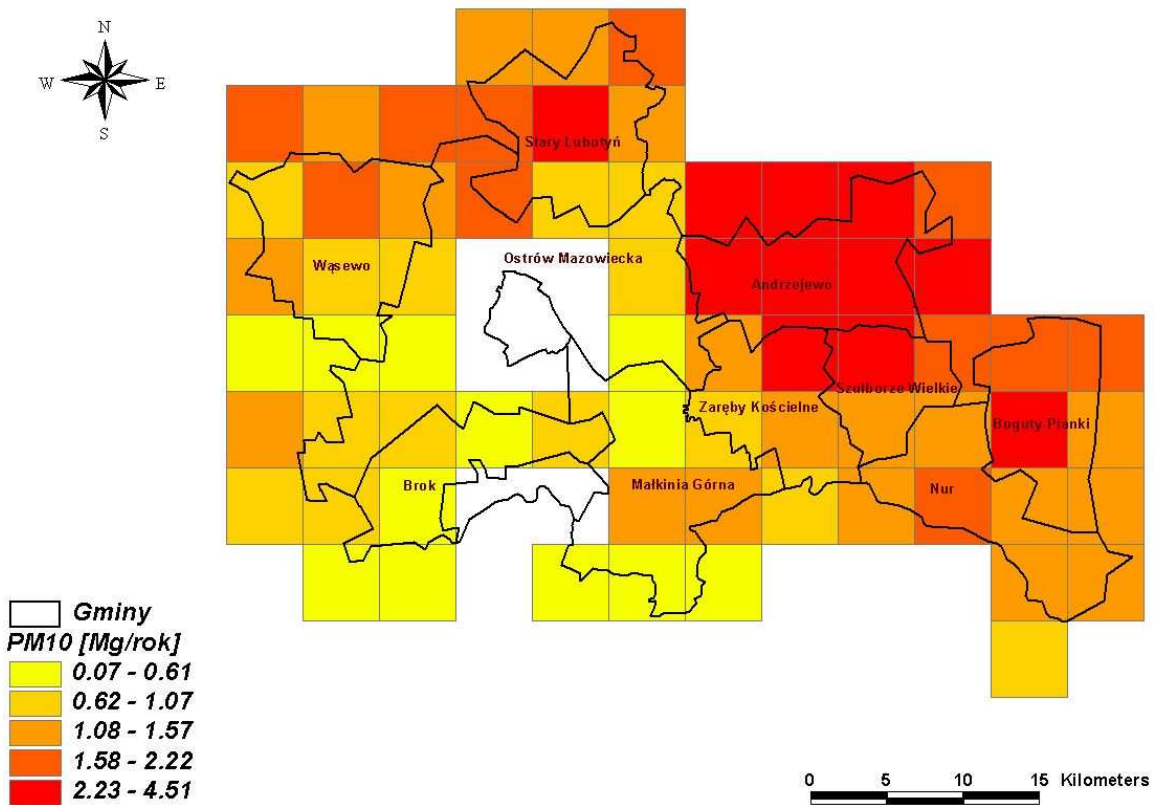 N
W E
S
Stary Lubotyń
Ostrów Mazowiecka
Wąsewo
Andrzejewo
Szulborze Wielkie
Zaręby Kościelne
Boguty-Pianki
Brok
Małkinia Górna
Nur
Gminy
PM10 [Mg/rok]
0.07 - 0.61
0.62 - 1.07
1.08 - 1.57
1.58 - 2.22
2.23 - 4.51
0 5 10 15 Kilometers